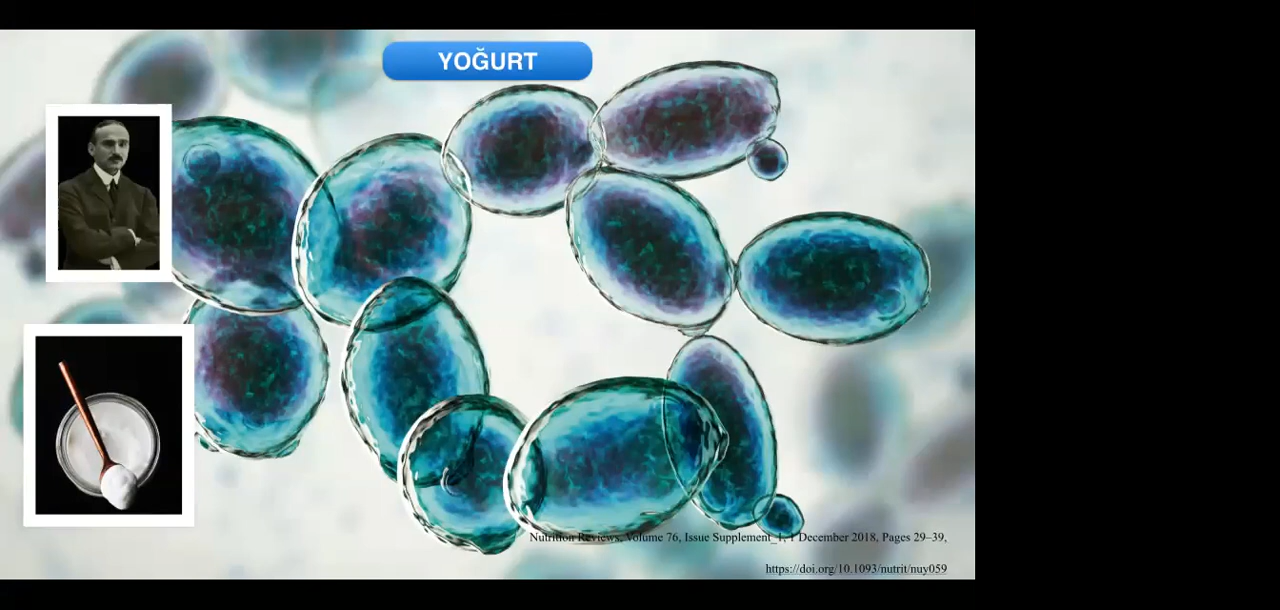 YOĞURT
Nutrition Reviews, Volume 76, Issue Supplement_1, 1 December 2018, Pages 29–39,
https://doi.org/10.1093/nutrit/nuy059